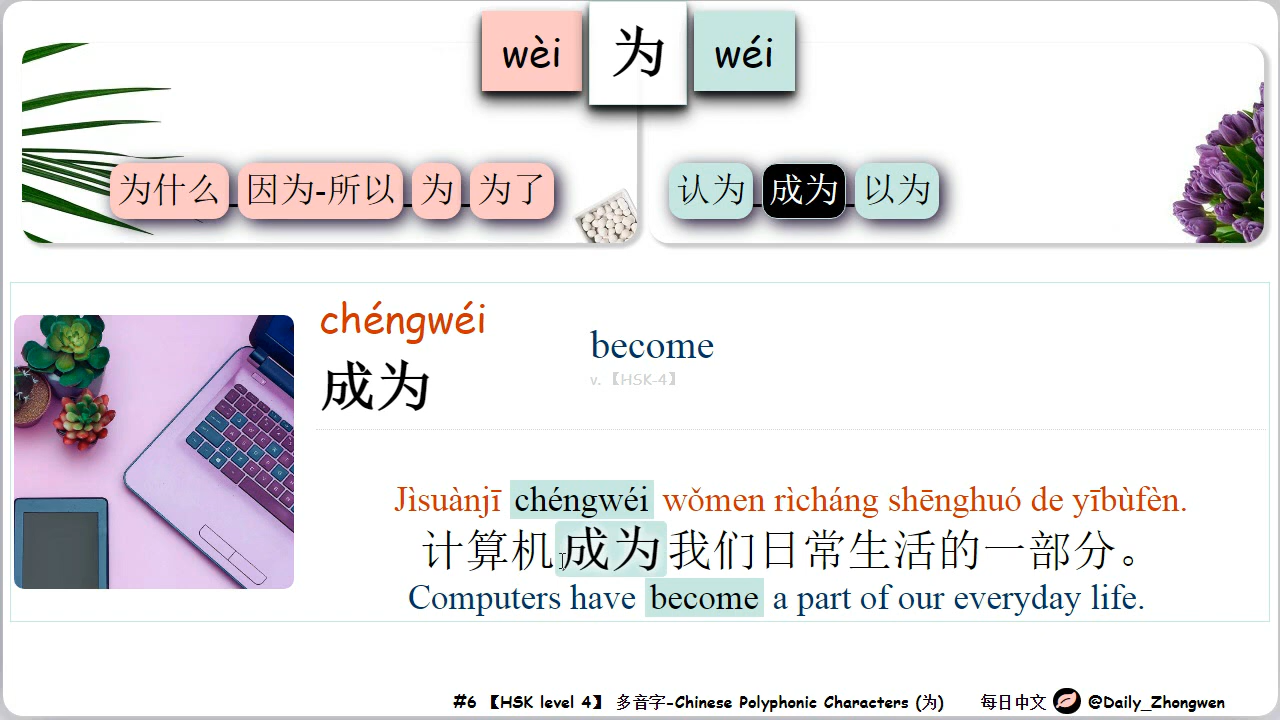 wèi 为 wéi
为什么 因为-所以 为 为了 认为 成为 以为
chéngwéi
成为
become
v. 【HSK-4】
Jìsuànjī chéngwéi wǒmen rìcháng shēnghuó de yībùfèn.
计算机成为我们日常生活的一部分。
Computers have become a part of our everyday life.
#6 【HSK level 4】 多音字-Chinese Polyphonic Characters (为) 每日中文 @Daily_Zhongwen